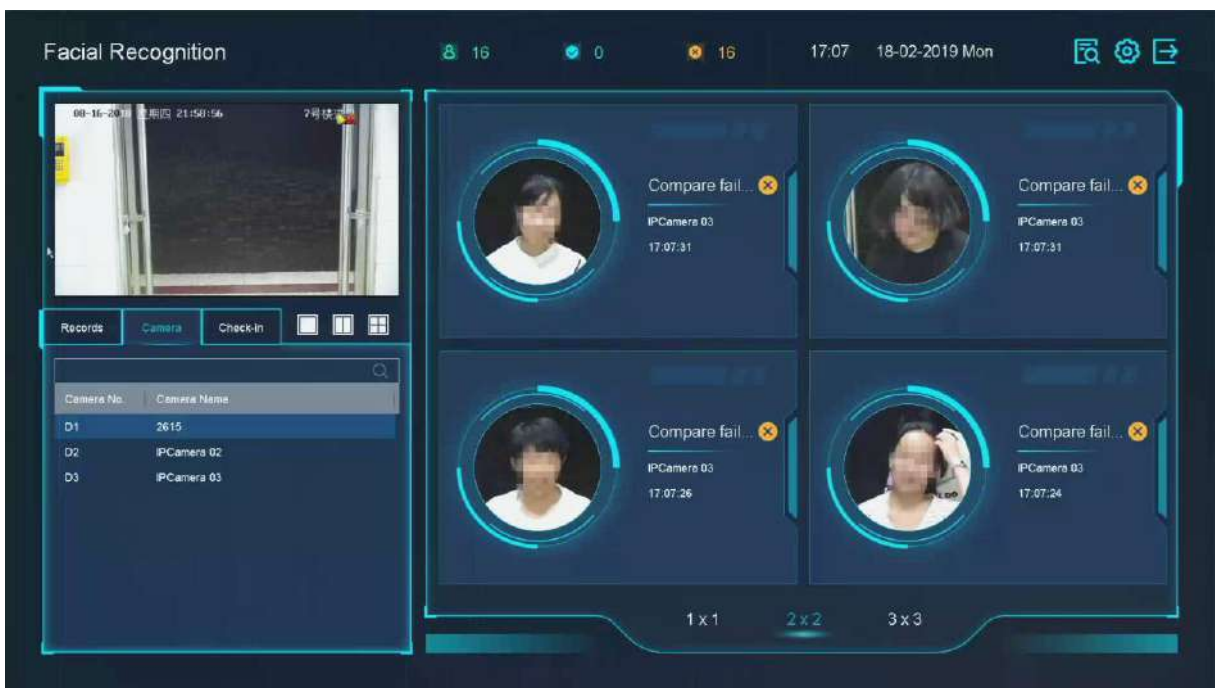 Facial Recognition
16
0
16
17:07 18-02-2019 Mon
21:58:56
Records
Camera
Check-in
Camera No. Camera Name
D1 2615
D2 IPCamera 02
D3 IPCamera 03
Compare fail...
IPCamera 03
17:07:31
Compare fail...
IPCamera 03
17:07:31
Compare fail...
IPCamera 03
17:07:26
Compare fail...
IPCamera 03
17:07:24
1 x 1
2 x 2
3 x 3